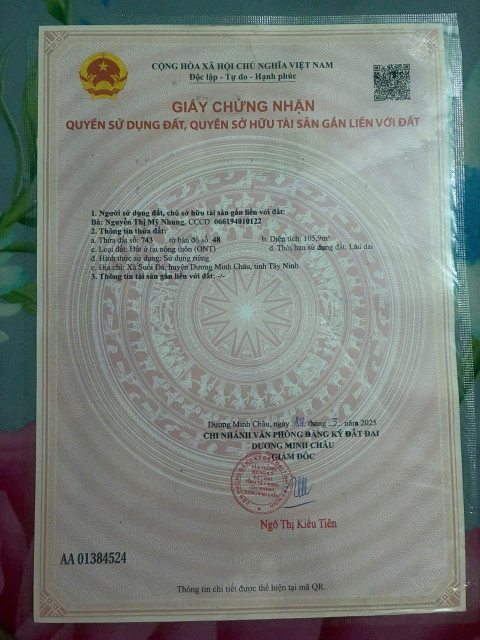 CỘNG HÒA XÃ HỘI CHỦ NGHĨA VIỆT NAM
Độc lập - Tự do - Hạnh phúc
GIẤY CHỨNG NHẬN
QUYỀN SỬ DỤNG ĐẤT, QUYỀN SỞ HỮU TÀI SẢN GẮN LIỀN VỚI ĐẤT
1. Người sử dụng đất, chủ sở hữu tài sản gắn liền với đất:
Bà: Nguyễn Thị Mỹ Nhung, CCCD: 066194010122
2. Thông tin thửa đất:
a. Thửa đất số: 743 tờ bản đồ số: 48 b. Diện tích: 105,9m²
c. Loại đất: Đất ở tại nông thôn (ONT) đ. Thời hạn sử dụng đất: Lâu dài
d. Hình thức sử dụng: Sử dụng riêng
e. Địa chỉ: Xã Suối Đá, huyện Dương Minh Châu, tỉnh Tây Ninh
3. Thông tin tài sản gắn liền với đất: -/-
Dương Minh Châu, ngày tháng năm 2025
CHI NHÁNH VĂN PHÒNG ĐĂNG KÝ ĐẤT ĐAI
DƯƠNG MINH CHÂU
GIÁM ĐỐC
Ngô Thị Kiều Tiên
AA 01384524
Thông tin chi tiết được thể hiện tại mã QR.